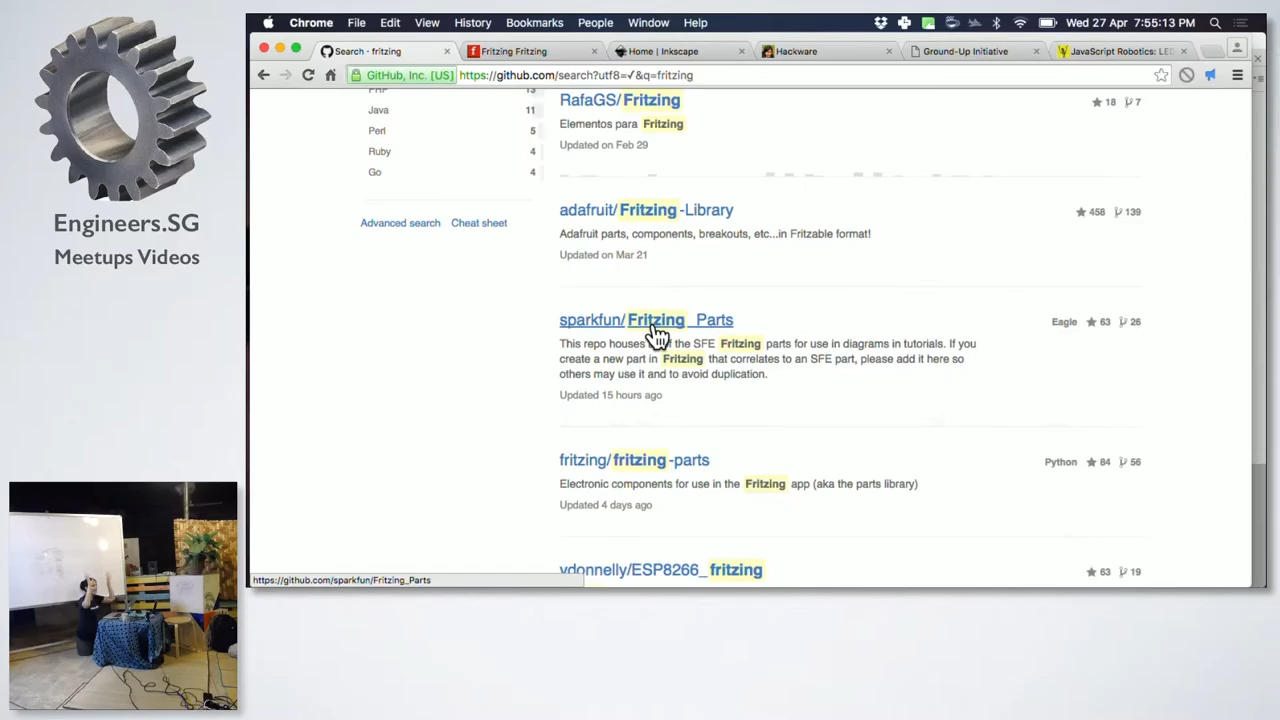 Chrome File Edit View History Bookmarks People Window Help Wed 27 Apr 7:55:13 PM
Search · fritzing Fritzing Fritzing Home | Inkscape Hackware Ground-Up Initiative JavaScript Robotics: LED
GitHub, Inc. [US] https://github.com/search?utf8=✓&q=fritzing
PHP 13
Java 11
Perl 5
Ruby 4
Go 4
Advanced search Cheat sheet
RafaGS/Fritzing 18 7
Elementos para Fritzing
Updated on Feb 29
adafruit/Fritzing-Library 458 139
Adafruit parts, components, breakouts, etc...in Fritzable format!
Updated on Mar 21
sparkfun/Fritzing_Parts Eagle 63 26
This repo houses of the SFE Fritzing parts for use in diagrams in tutorials. If you
create a new part in Fritzing that correlates to an SFE part, please add it here so
others may use it and to avoid duplication.
Updated 15 hours ago
fritzing/fritzing-parts Python 84 56
Electronic components for use in the Fritzing app (aka the parts library)
Updated 4 days ago
vdonnelly/ESP8266_fritzing 63 19
https://github.com/sparkfun/Fritzing_Parts
Engineers.SG
Meetups Videos